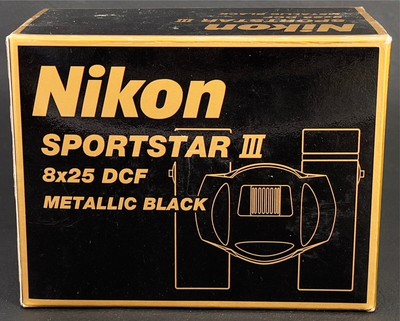 Nikon
SPORTSTAR III
8x25 DCF
METALLIC BLACK